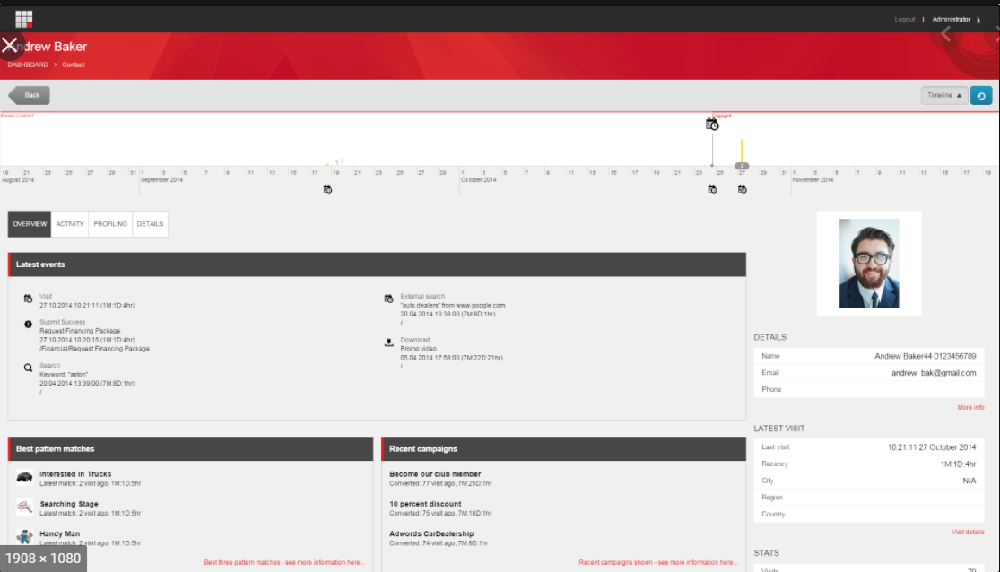 Logout | Administrator
ndrew Baker
DASHBOARD > Contact
Back
Timeline
Known Contact
Engaged
3
19 21 23 25 27 29 31 1 3 5 7 9 11 13 15 17 19 21 23 25 27 29 1 3 5 7 9 11 13 15 17 19 21 23 25 27 29 31 1 3 5 7 9 11 13 15 17 19
August 2014 September 2014 October 2014 November 2014
OVERVIEW ACTIVITY PROFILING DETAILS
Latest events
Visit
27.10.2014 10:21:11 (1M:1D:4hr)
Submit Success
Request Financing Package
27.10.2014 10:20:15 (1M:1D:4hr)
/Financial/Request Financing Package
Search
Keyword: "aston"
20.04.2014 13:39:00 (7M:8D:1hr)
/
External search
"auto dealers" from www.google.com
20.04.2014 13:38:00 (7M:8D:1hr)
/
Download
Promo video
05.04.2014 17:58:00 (7M:22D:21hr)
/
Best pattern matches
Interested in Trucks
Latest match: 2 visit ago, 1M:1D:5hr
Searching Stage
Latest match: 2 visit ago, 1M:1D:5hr
Handy Man
Latest match: 2 visit ago, 1M:1D:5hr
Best three pattern matches - see more information here...
Recent campaigns
Become our club member
Converted: 77 visit ago, 7M:25D:1hr
10 percent discount
Converted: 75 visit ago, 7M:18D:1hr
Adwords CarDealership
Converted: 74 visit ago, 7M:8D:1hr
Recent campaigns shown - see more information here...
DETAILS
Name Andrew Baker44 0123456789
Email andrew_bak@gmail.com
Phone
More info
LATEST VISIT
Last visit 10:21:11 27 October 2014
Recency 1M:1D:4hr
City N/A
Region
Country
Visit details
STATS
Visits 79
1908 × 1080